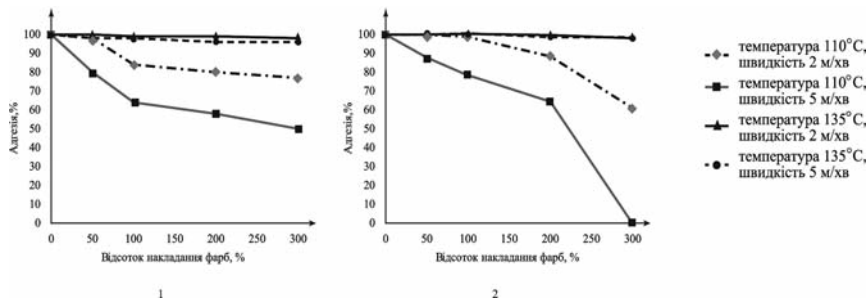 Адгезія,%
100
90
80
70
60
50
40
30
20
10
0
0 50 100 150 200 250 300
Відсоток накладання фарб, %
1
Адгезія,%
100
90
80
70
60
50
40
30
20
10
0
0 50 100 150 200 250 300
Відсоток накладання фарб, %
2
температура 110°С,
швидкість 2 м/хв
температура 110°С,
швидкість 5 м/хв
температура 135°С,
швидкість 2 м/хв
температура 135°С,
швидкість 5 м/хв